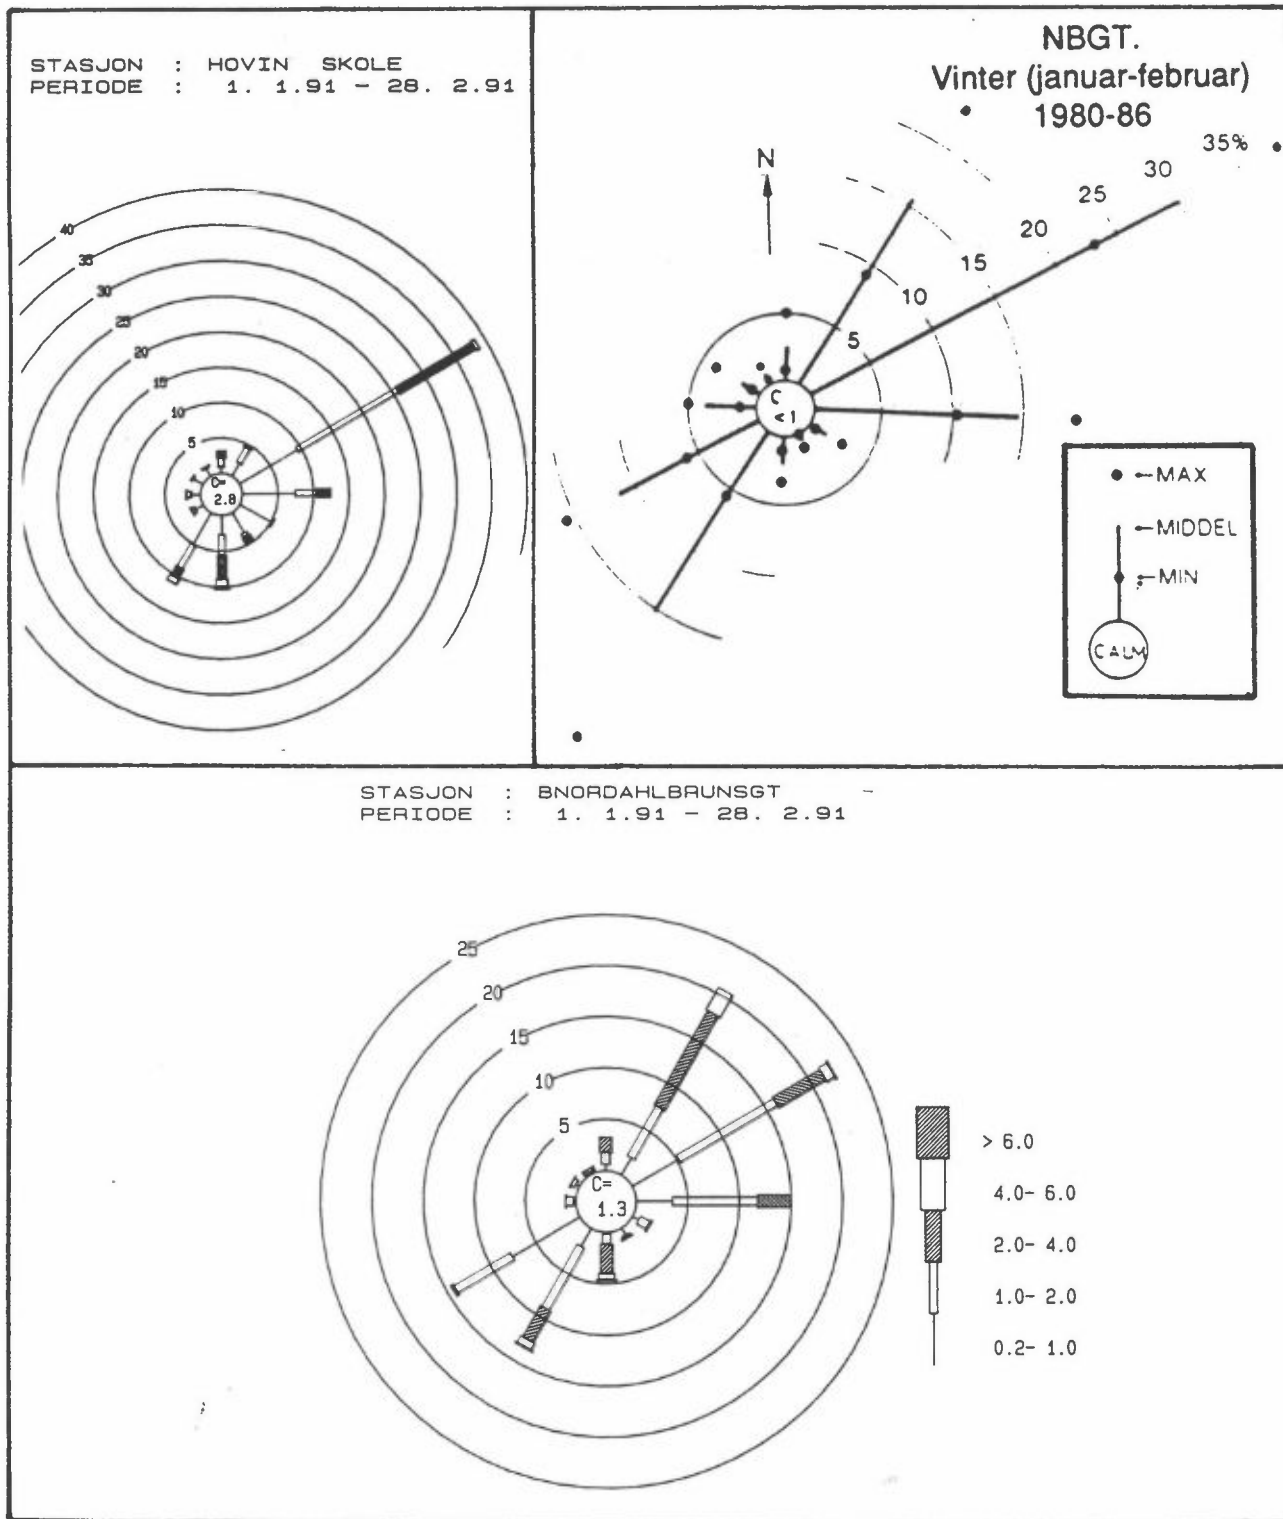 STASJON : HOVIN SKOLE
PERIODE : 1. 1.91 - 28. 2.91
40
35
30
25
20
15
10
5
C=
2.8
NBGT.
Vinter (januar-februar)
1980-86
N
35%
30
25
20
15
10
5
C
<1
MAX
MIDDEL
MIN
CALM
STASJON : BNORDAHLBRUNSGT
PERIODE : 1. 1.91 - 28. 2.91
25
20
15
10
5
C=
1.3
> 6.0
4.0- 6.0
2.0- 4.0
1.0- 2.0
0.2- 1.0